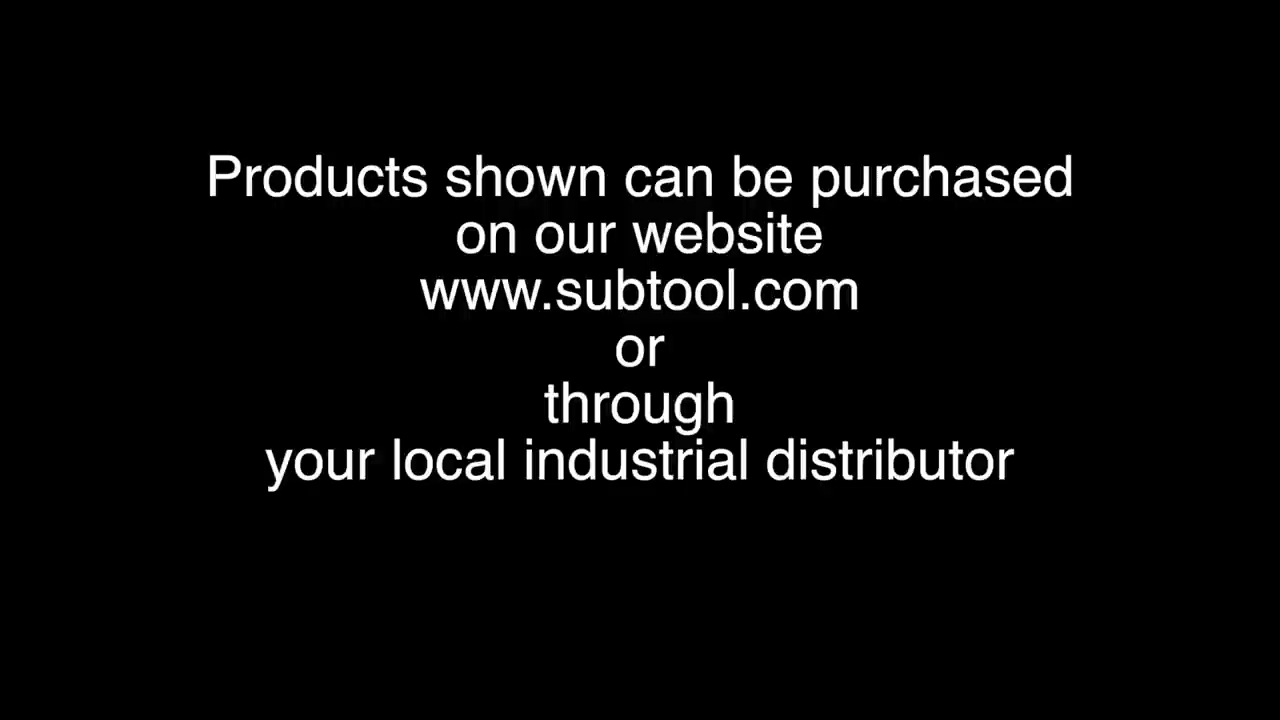 Products shown can be purchased
on our website
www.subtool.com
or
through
your local industrial distributor